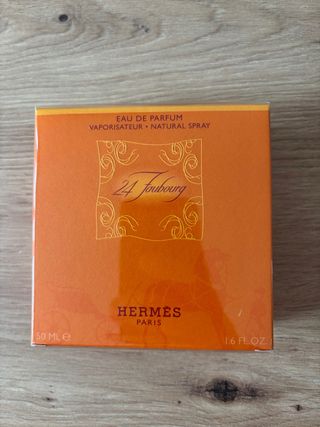 EAU DE PARFUM
VAPORISATEUR • NATURAL SPRAY
24 Faubourg
HERMÈS
PARIS
50 ML ℮
1.6 FL.OZ.